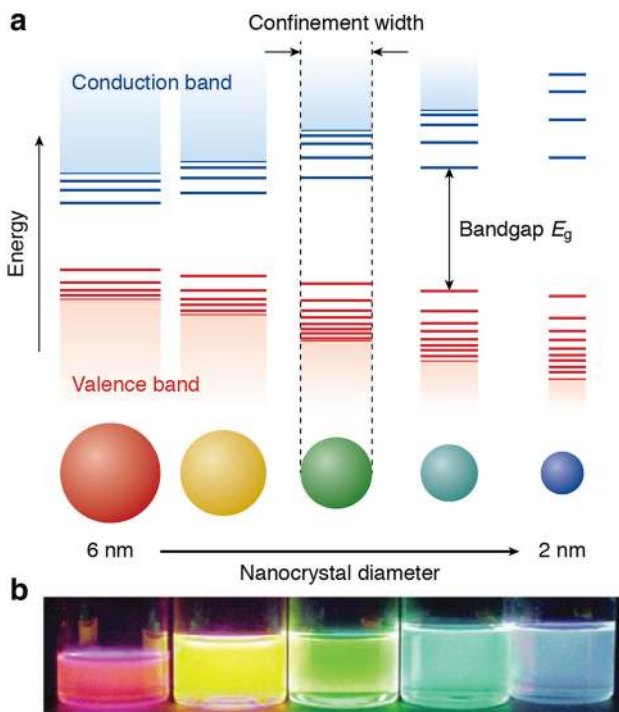 a
Confinement width
Conduction band
Energy
Bandgap Eg
Valence band
6 nm
2 nm
Nanocrystal diameter
b